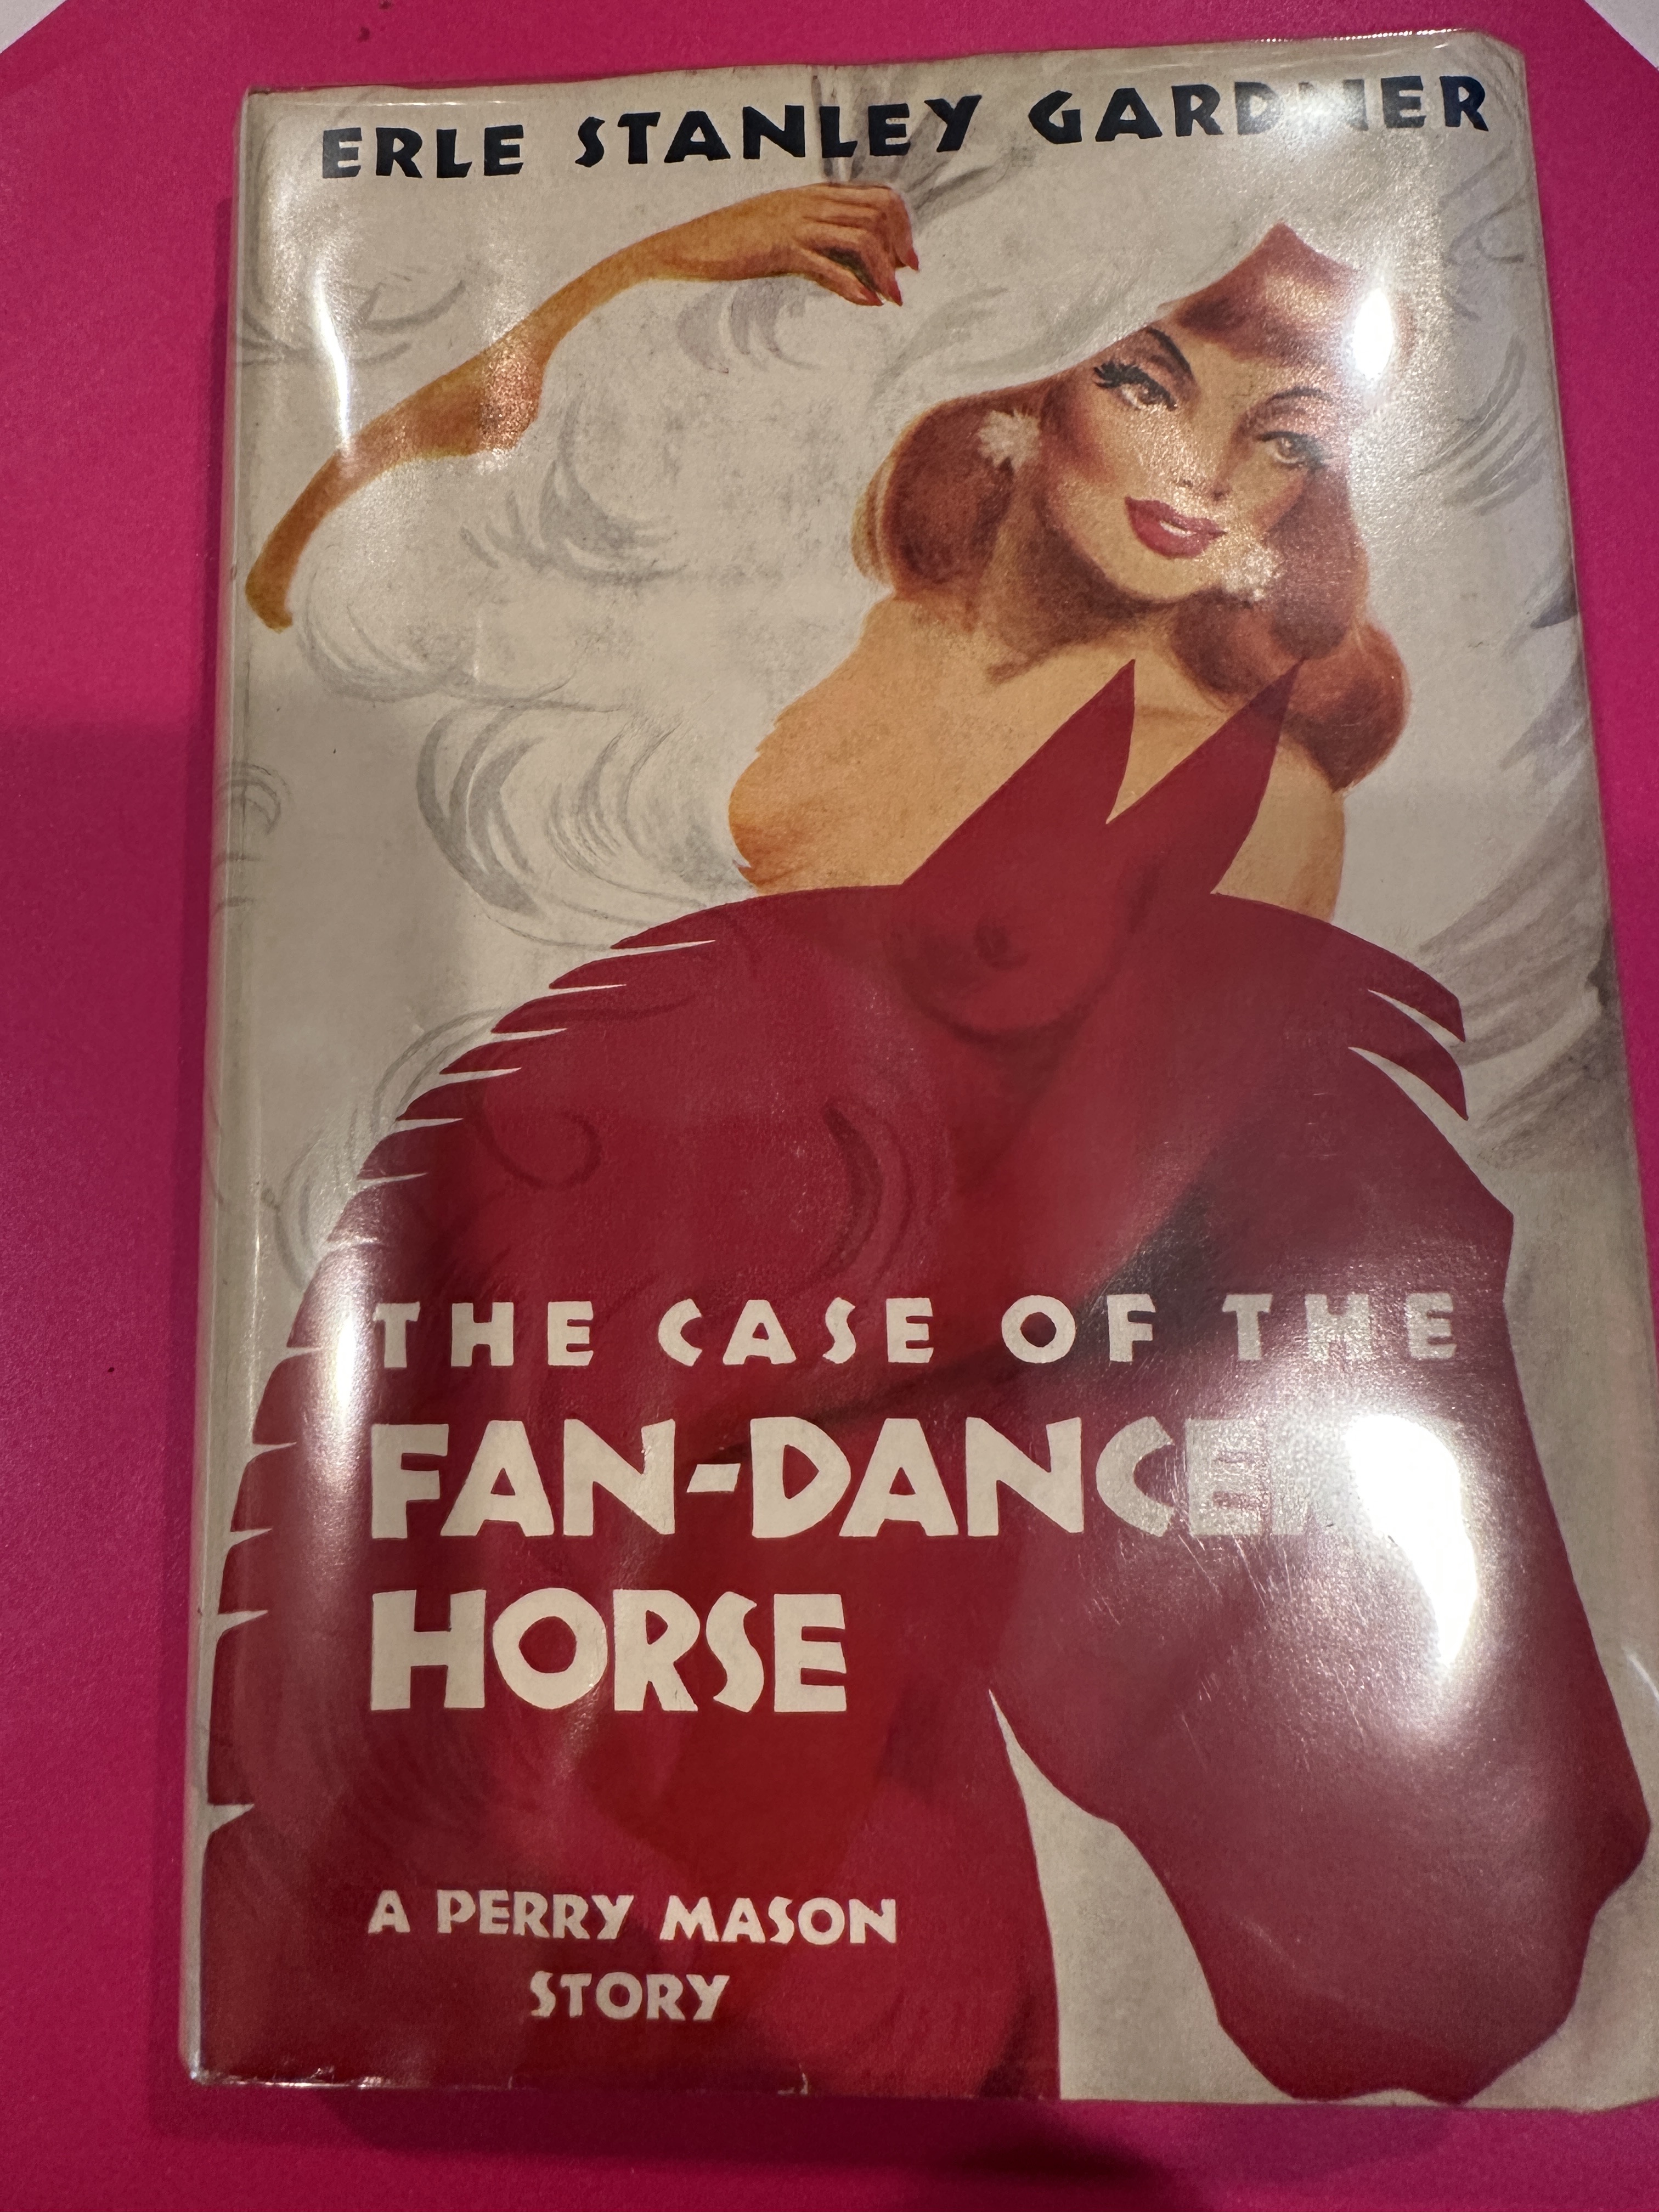 ERLE STANLEY GARDNER
THE CASE OF THE
FAN-DANCER'S
HORSE
A PERRY MASON
STORY